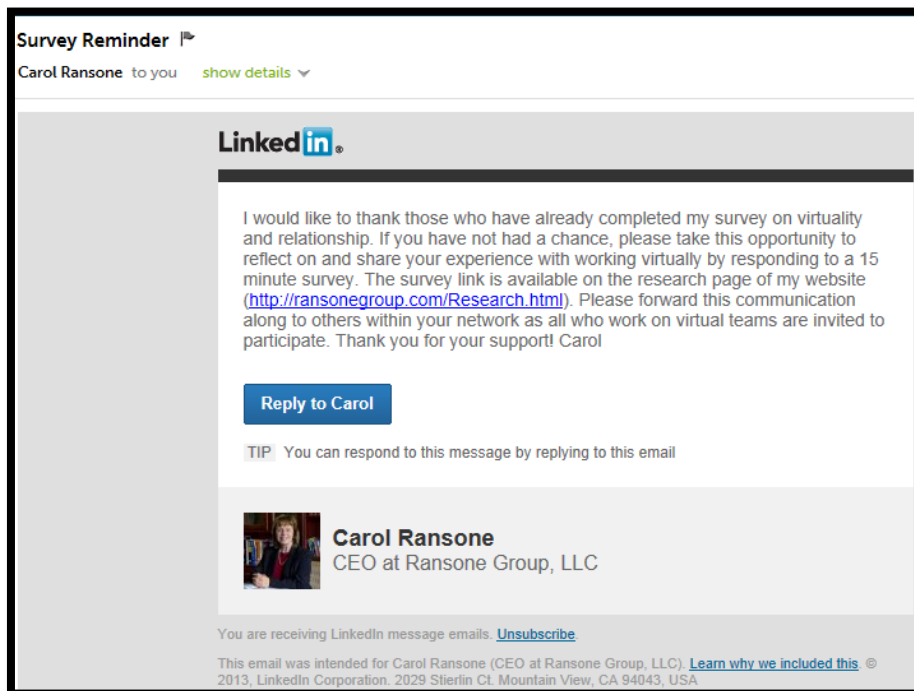 Survey Reminder
Carol Ransone to you show details
Linked in ®
I would like to thank those who have already completed my survey on virtuality
and relationship. If you have not had a chance, please take this opportunity to
reflect on and share your experience with working virtually by responding to a 15
minute survey. The survey link is available on the research page of my website
(http://ransonegroup.com/Research.html). Please forward this communication
along to others within your network as all who work on virtual teams are invited to
participate. Thank you for your support! Carol
Reply to Carol
TIP You can respond to this message by replying to this email
Carol Ransone
CEO at Ransone Group, LLC
You are receiving LinkedIn message emails. Unsubscribe.
This email was intended for Carol Ransone (CEO at Ransone Group, LLC). Learn why we included this. ©
2013, LinkedIn Corporation. 2029 Stierlin Ct. Mountain View, CA 94043, USA